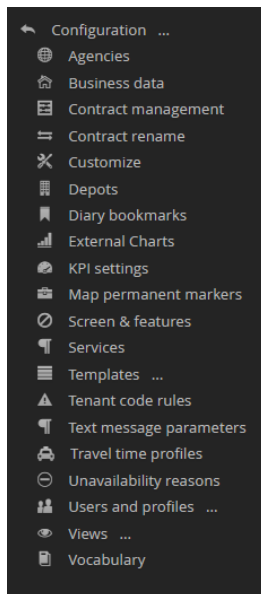 Configuration ...
Agencies
Business data
Contract management
Contract rename
Customize
Depots
Diary bookmarks
External Charts
KPI settings
Map permanent markers
Screen & features
Services
Templates ...
Tenant code rules
Text message parameters
Travel time profiles
Unavailability reasons
Users and profiles ...
Views ...
Vocabulary